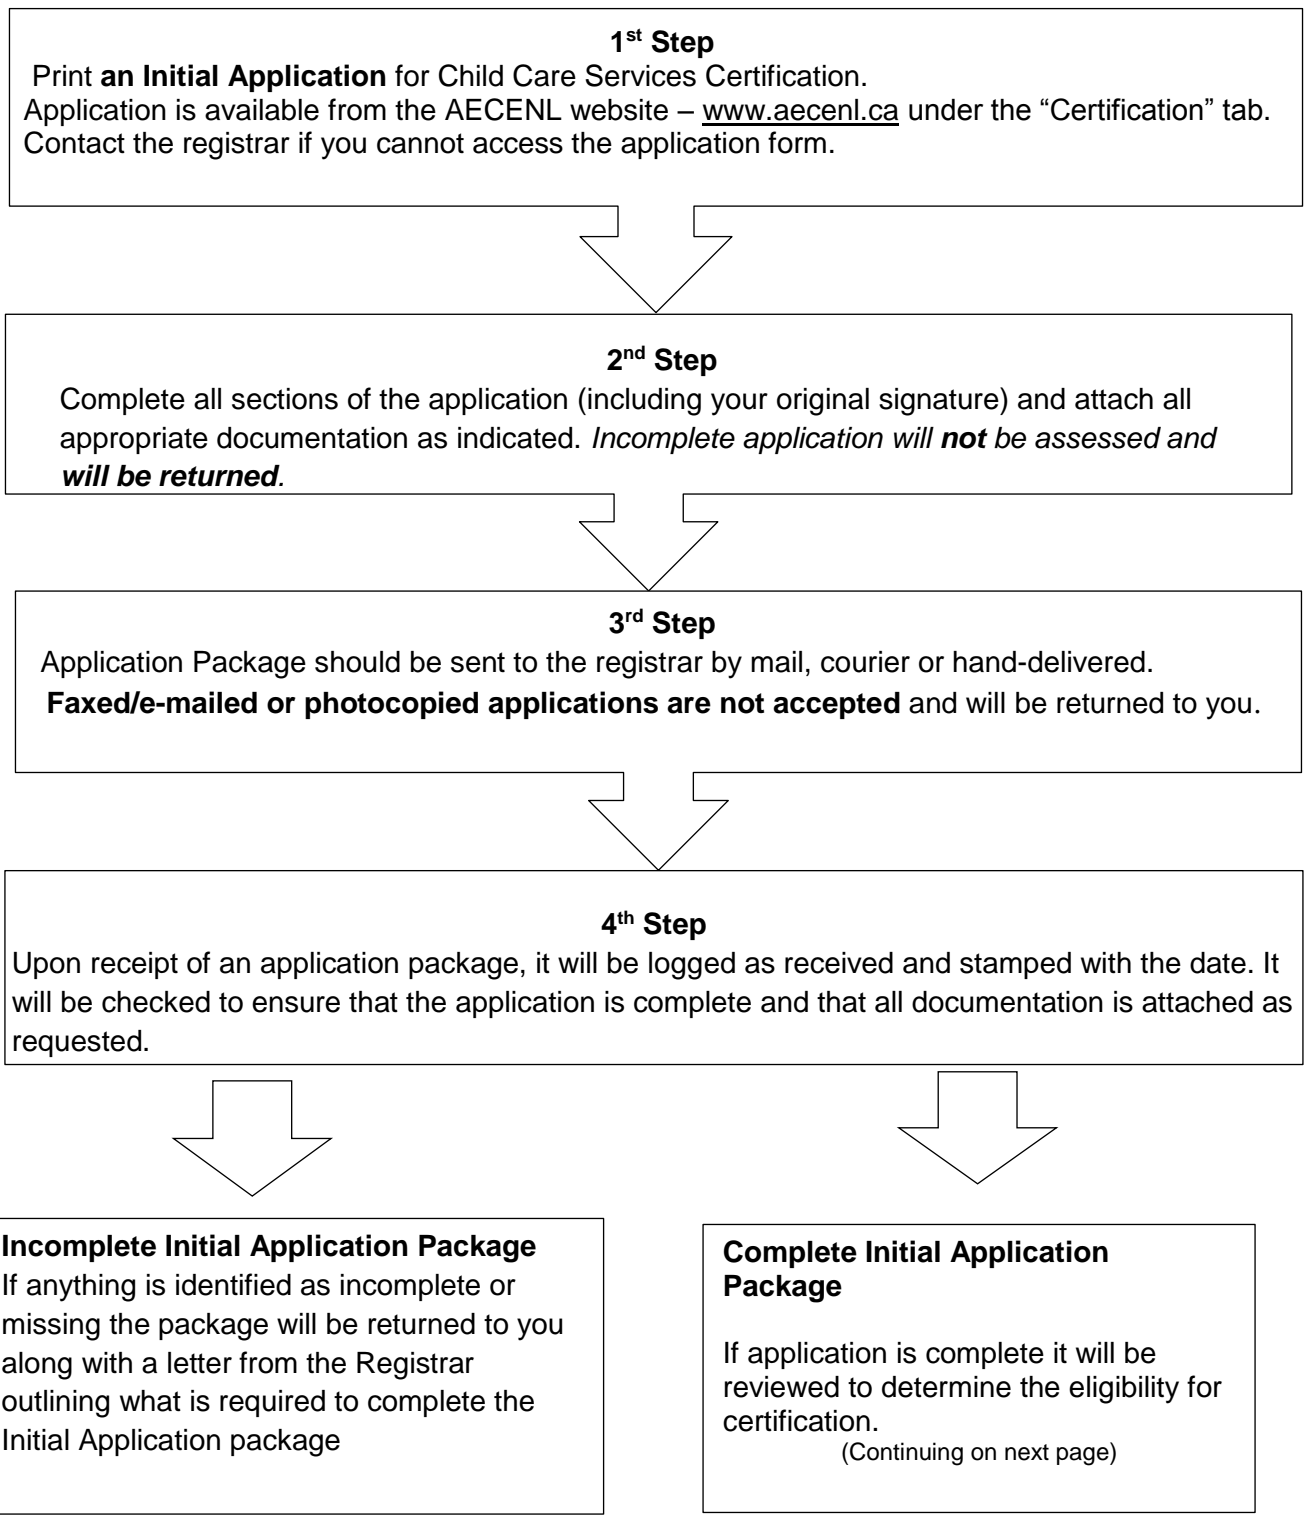 1st Step
Print an Initial Application for Child Care Services Certification.
Application is available from the AECENL website – www.aecenl.ca under the “Certification” tab.
Contact the registrar if you cannot access the application form.
2nd Step
Complete all sections of the application (including your original signature) and attach all
appropriate documentation as indicated. Incomplete application will not be assessed and
will be returned.
3rd Step
Application Package should be sent to the registrar by mail, courier or hand-delivered.
Faxed/e-mailed or photocopied applications are not accepted and will be returned to you.
4th Step
Upon receipt of an application package, it will be logged as received and stamped with the date. It
will be checked to ensure that the application is complete and that all documentation is attached as
requested.
Incomplete Initial Application Package
If anything is identified as incomplete or
missing the package will be returned to you
along with a letter from the Registrar
outlining what is required to complete the
Initial Application package
Complete Initial Application
Package
If application is complete it will be
reviewed to determine the eligibility for
certification.
(Continuing on next page)